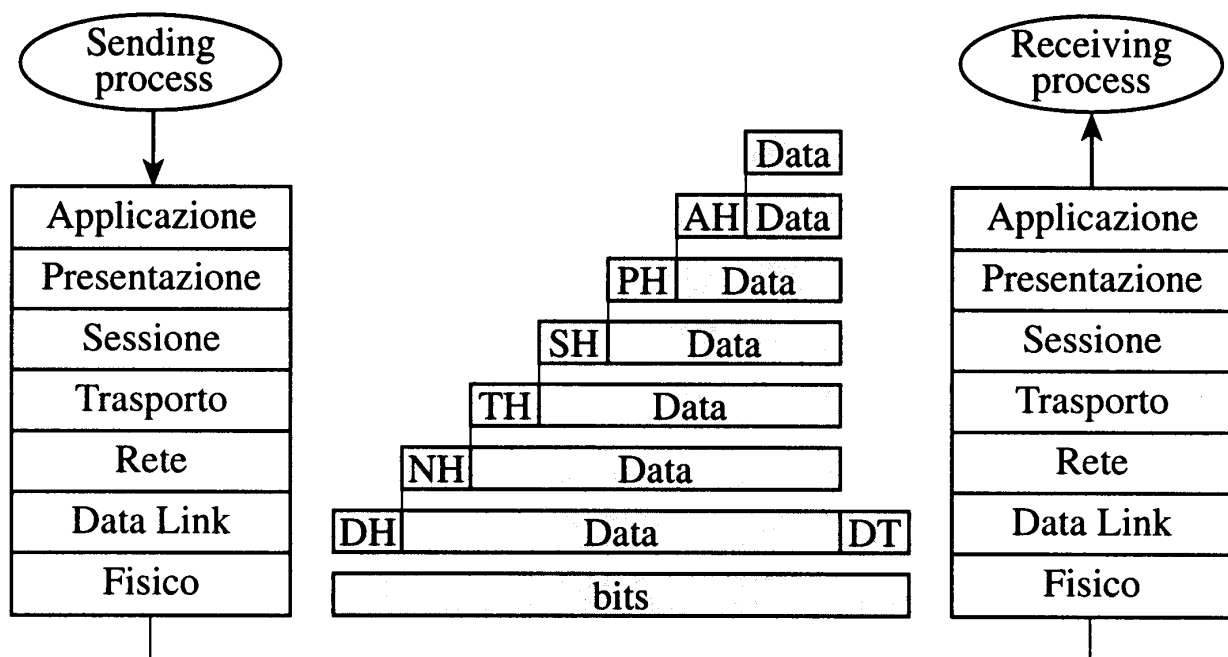 Sending
process
Receiving
process
Data
Applicazione
AH Data
Applicazione
Presentazione
PH Data
Presentazione
Sessione
SH Data
Sessione
Trasporto
TH Data
Trasporto
Rete
NH Data
Rete
Data Link
DH Data DT
Data Link
Fisico
bits
Fisico